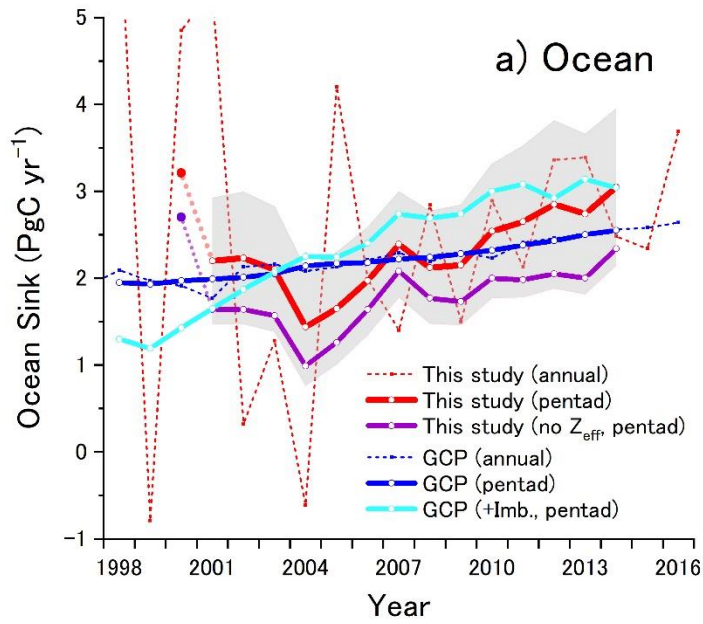 a) Ocean
5
4
3
2
1
0
-1
Ocean Sink (PgC yr⁻¹)
This study (annual)
This study (pentad)
This study (no Z_eff, pentad)
GCP (annual)
GCP (pentad)
GCP (+Imb., pentad)
1998 2001 2004 2007 2010 2013 2016
Year